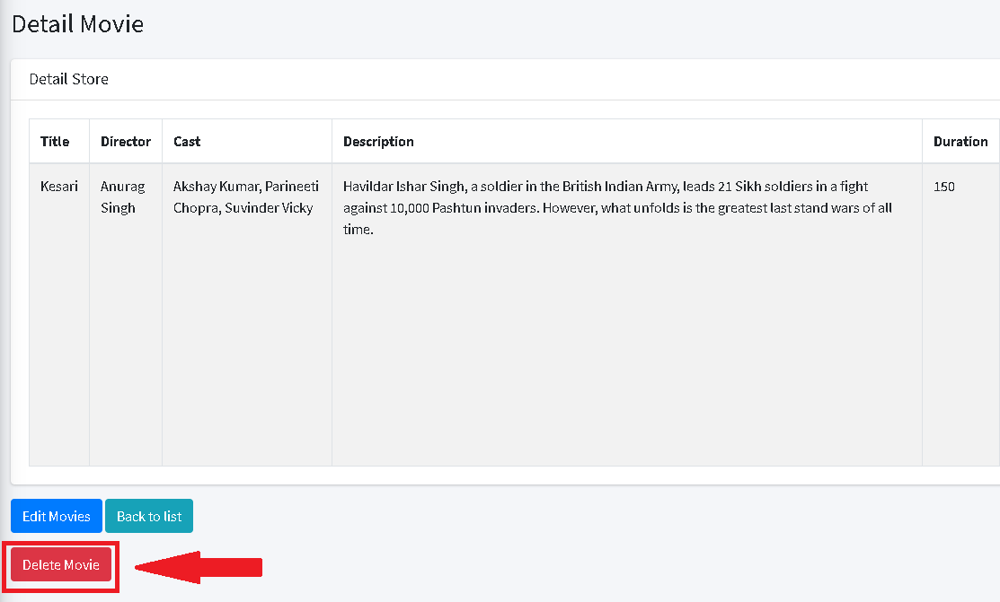 Detail Movie
Detail Store
Title Director Cast Description Duration
Kesari Anurag Akshay Kumar, Parineeti Havildar Ishar Singh, a soldier in the British Indian Army, leads 21 Sikh soldiers in a fight 150
Singh Chopra, Suvinder Vicky against 10,000 Pashtun invaders. However, what unfolds is the greatest last stand wars of all
time.
Edit Movies Back to list
Delete Movie